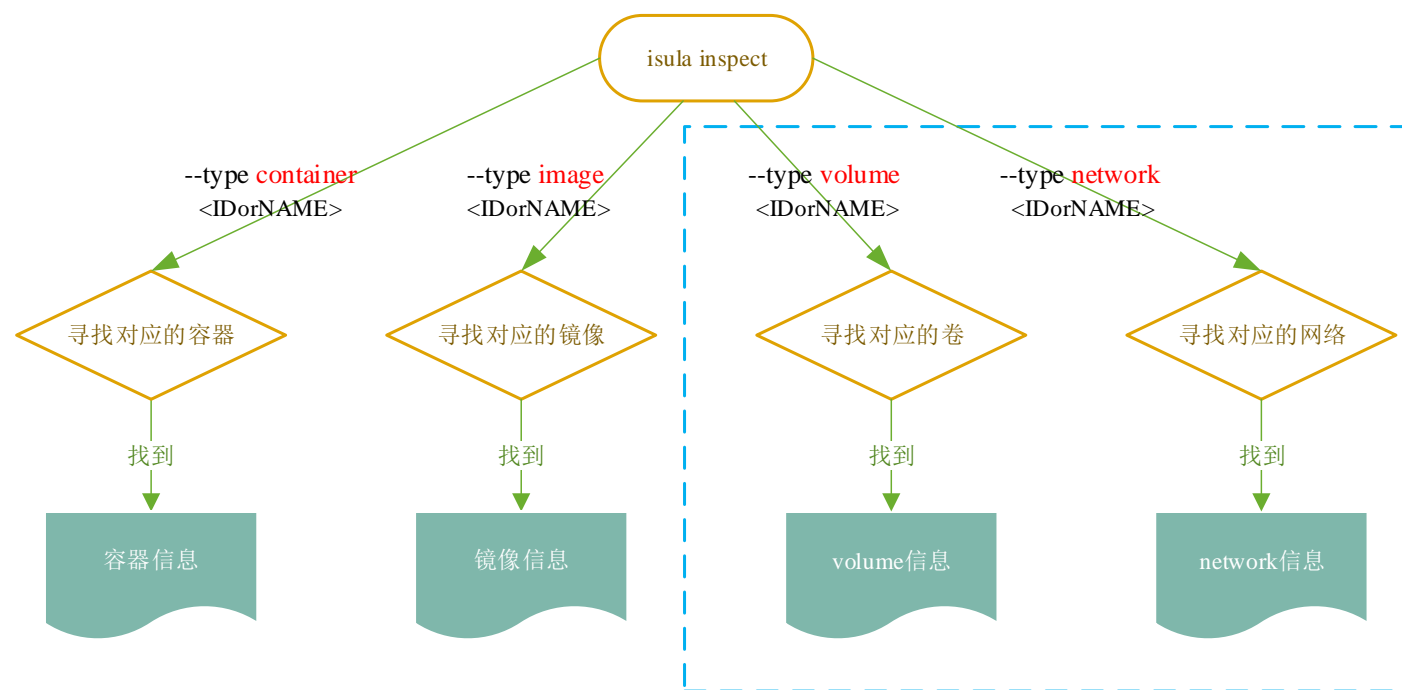 isula inspect
--type container
<IDorNAME>
--type image
<IDorNAME>
--type volume
<IDorNAME>
--type network
<IDorNAME>
寻找对应的容器
寻找对应的镜像
寻找对应的卷
寻找对应的网络
找到
找到
找到
找到
容器信息
镜像信息
volume信息
network信息